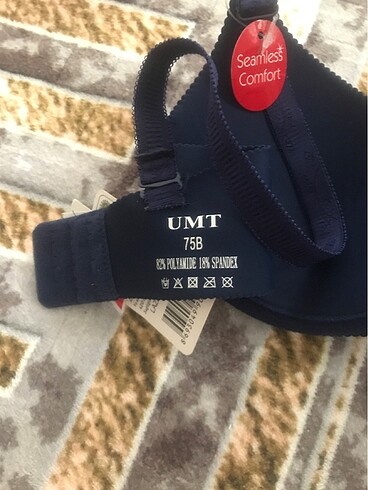 Seamless
Comfort
UMT
75B
82% POLYAMIDE 18% SPANDEX